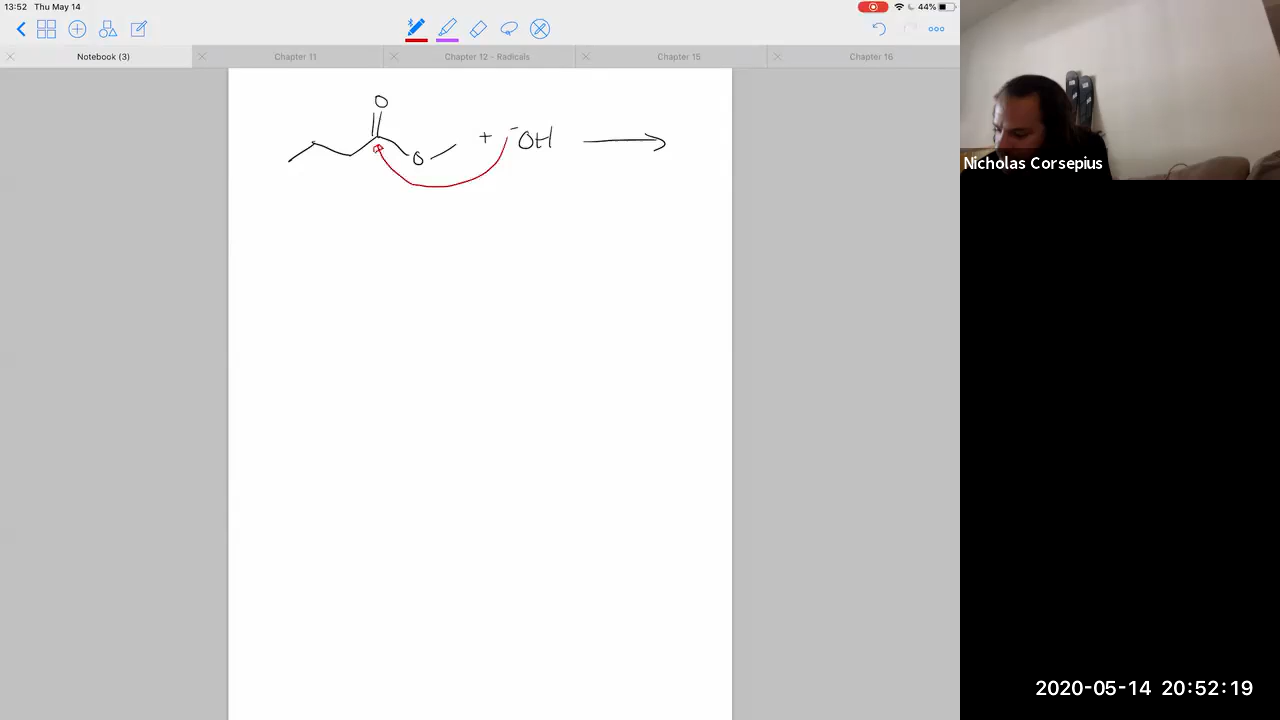 13:52 Thu May 14
44%
Notebook (3)
Chapter 11
Chapter 12 - Radicals
Chapter 15
Chapter 16
O
O
+ -OH
Nicholas Corsepius
2020-05-14 20:52:19